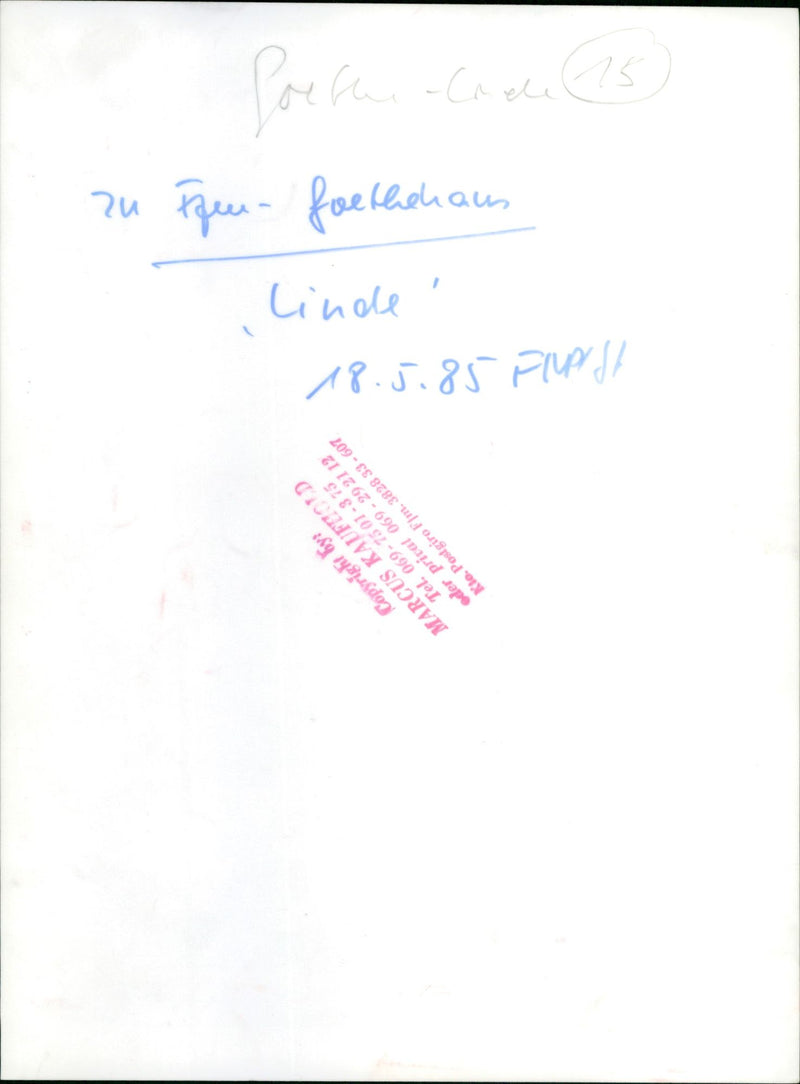 Goethe-Linde 15
zu Ffm- Goethehaus
'Linde'
18.5.85
Copyright by:
MARCUS KAUFHOLD
Tel. 069-75 01-3 75
oder privat 069-29 21 12
Kto. Postgiro Ffm. 3828 33-607